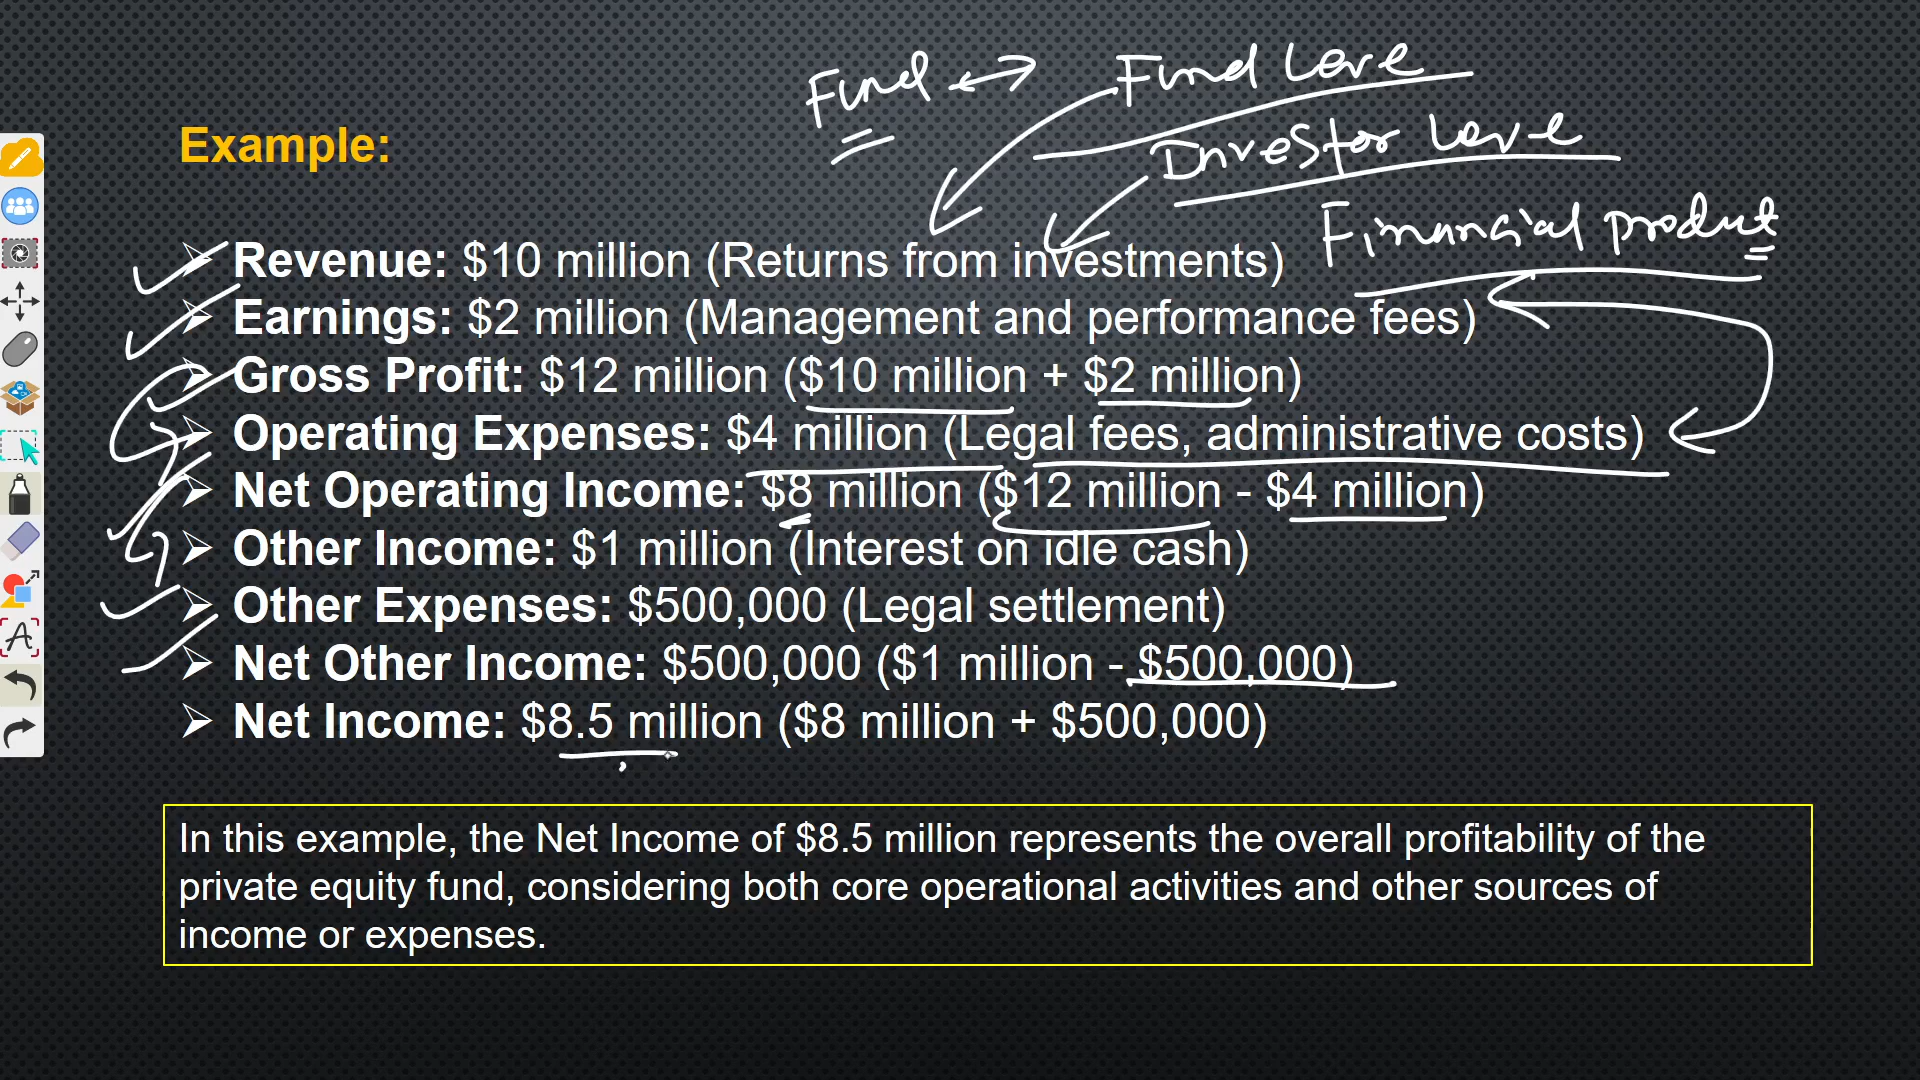 Fund Fund Leve
Investor Level
Financial product
Example:
Revenue: $10 million (Returns from investments)
Earnings: $2 million (Management and performance fees)
Gross Profit: $12 million ($10 million + $2 million)
Operating Expenses: $4 million (Legal fees, administrative costs)
Net Operating Income: $8 million ($12 million - $4 million)
Other Income: $1 million (Interest on idle cash)
Other Expenses: $500,000 (Legal settlement)
Net Other Income: $500,000 ($1 million - $500,000)
Net Income: $8.5 million ($8 million + $500,000)
In this example, the Net Income of $8.5 million represents the overall profitability of the
private equity fund, considering both core operational activities and other sources of
income or expenses.